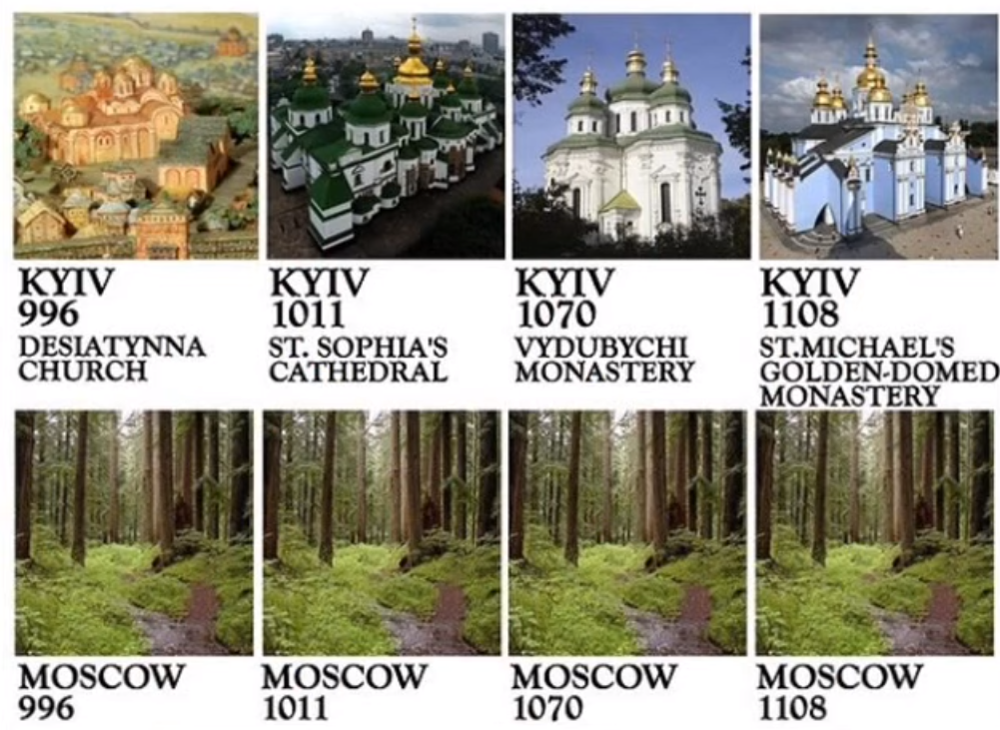 KYIV
996
DESIATYNNA
CHURCH
KYIV
1011
ST. SOPHIA'S
CATHEDRAL
KYIV
1070
VYDUBYCHI
MONASTERY
KYIV
1108
ST.MICHAEL'S
GOLDEN-DOMED
MONASTERY
MOSCOW
996
MOSCOW
1011
MOSCOW
1070
MOSCOW
1108